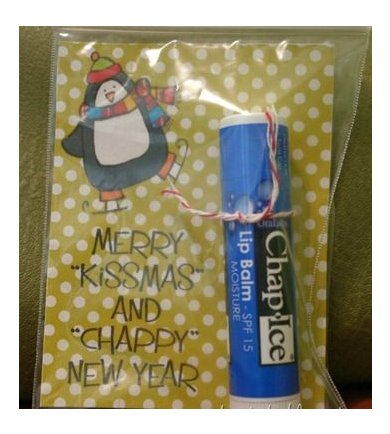 MERRY
"KISSMAS"
AND
"CHAPPY"
NEW YEAR
Chap·Ice®
Lip Balm - SPF 15
MOISTURE